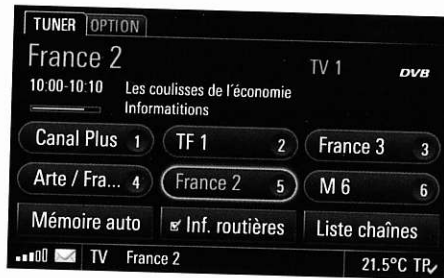 TUNER OPTION
France 2 TV 1 DVB
10:00-10:10 Les coulisses de l'économie
Informatitions
Canal Plus 1 TF 1 2 France 3 3
Arte / Fra... 4 France 2 5 M 6 6
Mémoire auto Inf. routières Liste chaînes
TV France 2 21.5°C TP